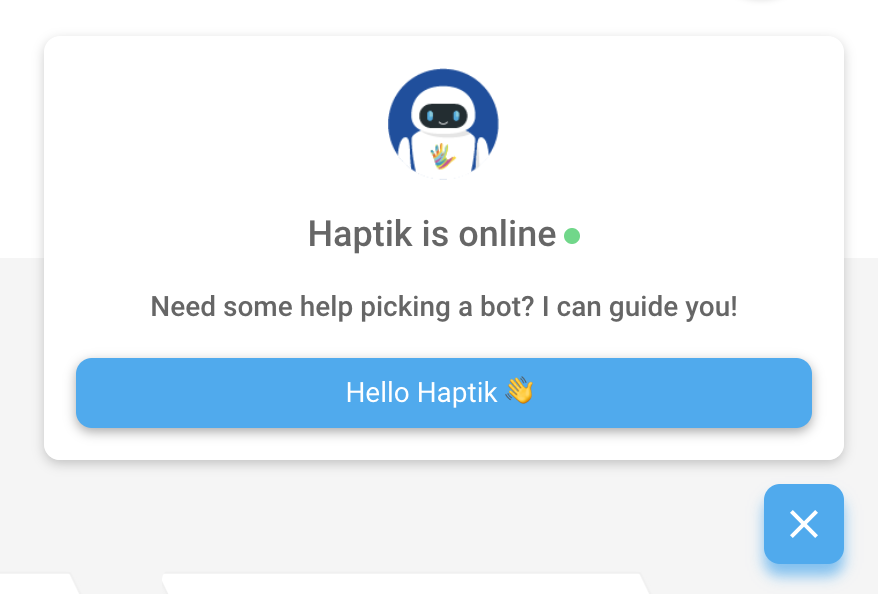 Haptik is online
Need some help picking a bot? I can guide you!
Hello Haptik 👋